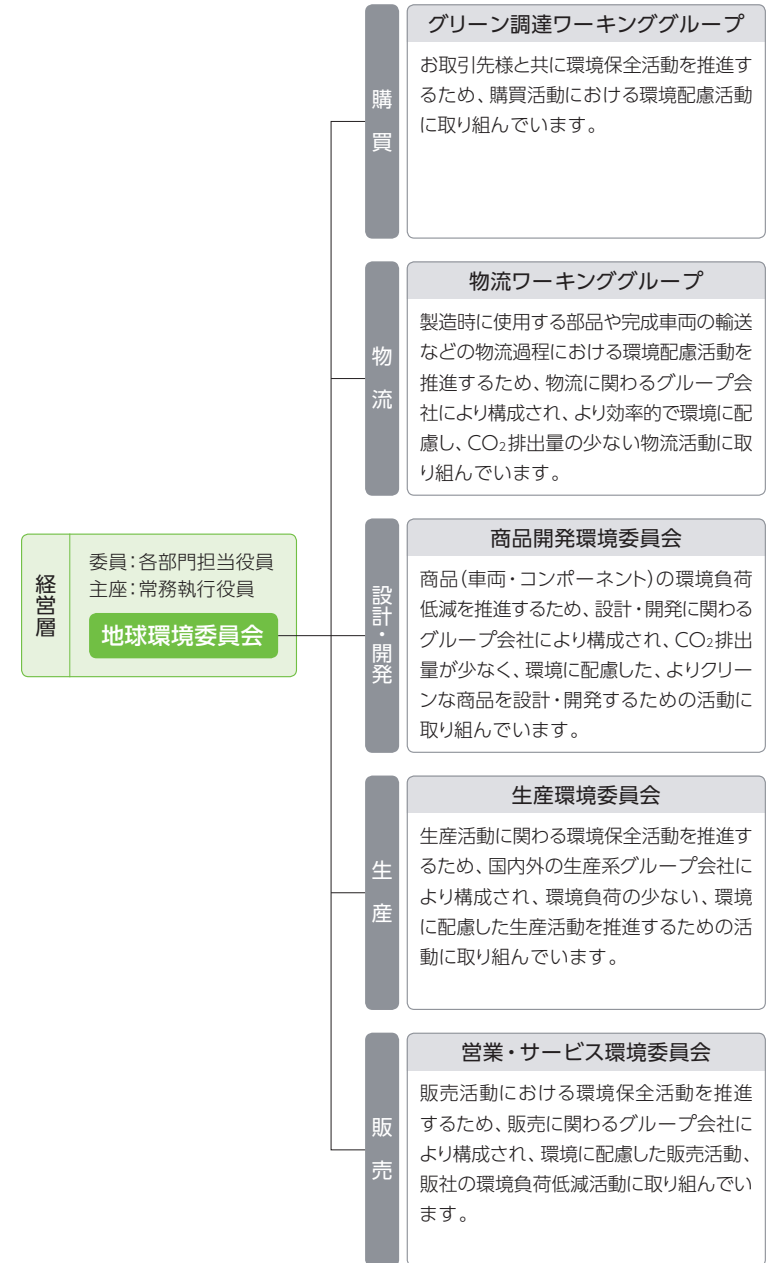 経営層
委員：各部門担当役員
主座：常務執行役員
地球環境委員会
購買
グリーン調達ワーキンググループ
お取引先様と共に環境保全活動を推進す
るため、購買活動における環境配慮活動
に取り組んでいます。
物流
物流ワーキンググループ
製造時に使用する部品や完成車両の輸送
などの物流過程における環境配慮活動を
推進するため、物流に関わるグループ会
社により構成され、より効率的で環境に配
慮し、CO₂排出量の少ない物流活動に取
り組んでいます。
設計・開発
商品開発環境委員会
商品（車両・コンポーネント）の環境負荷
低減を推進するため、設計・開発に関わる
グループ会社により構成され、CO₂排出
量が少なく、環境に配慮した、よりクリー
ンな商品を設計・開発するための活動に
取り組んでいます。
生産
生産環境委員会
生産活動に関わる環境保全活動を推進す
るため、国内外の生産系グループ会社に
より構成され、環境負荷の少ない、環境
に配慮した生産活動を推進するための活
動に取り組んでいます。
販売
営業・サービス環境委員会
販売活動における環境保全活動を推進
するため、販売に関わるグループ会社に
より構成され、環境に配慮した販売活動、
販社の環境負荷低減活動に取り組んでい
ます。